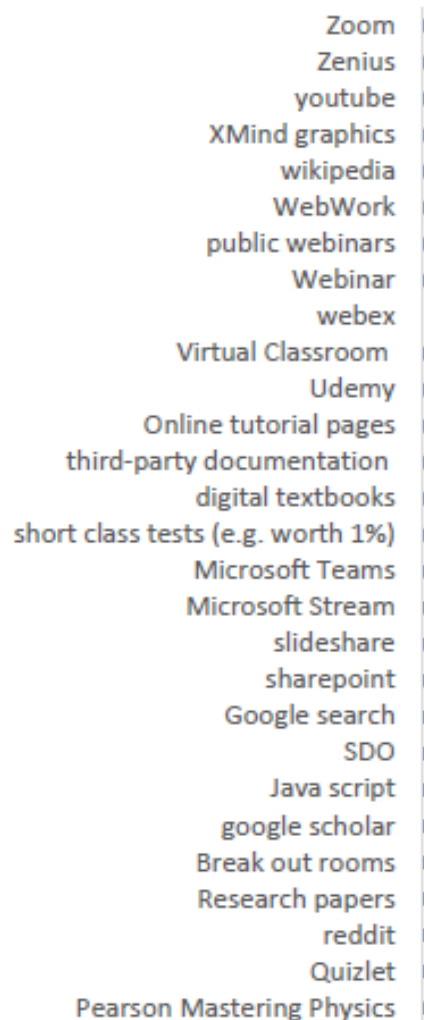 Zoom
Zenius
youtube
XMind graphics
wikipedia
WebWork
public webinars
Webinar
webex
Virtual Classroom
Udemy
Online tutorial pages
third-party documentation
digital textbooks
short class tests (e.g. worth 1%)
Microsoft Teams
Microsoft Stream
slideshare
sharepoint
Google search
SDO
Java script
google scholar
Break out rooms
Research papers
reddit
Quizlet
Pearson Mastering Physics